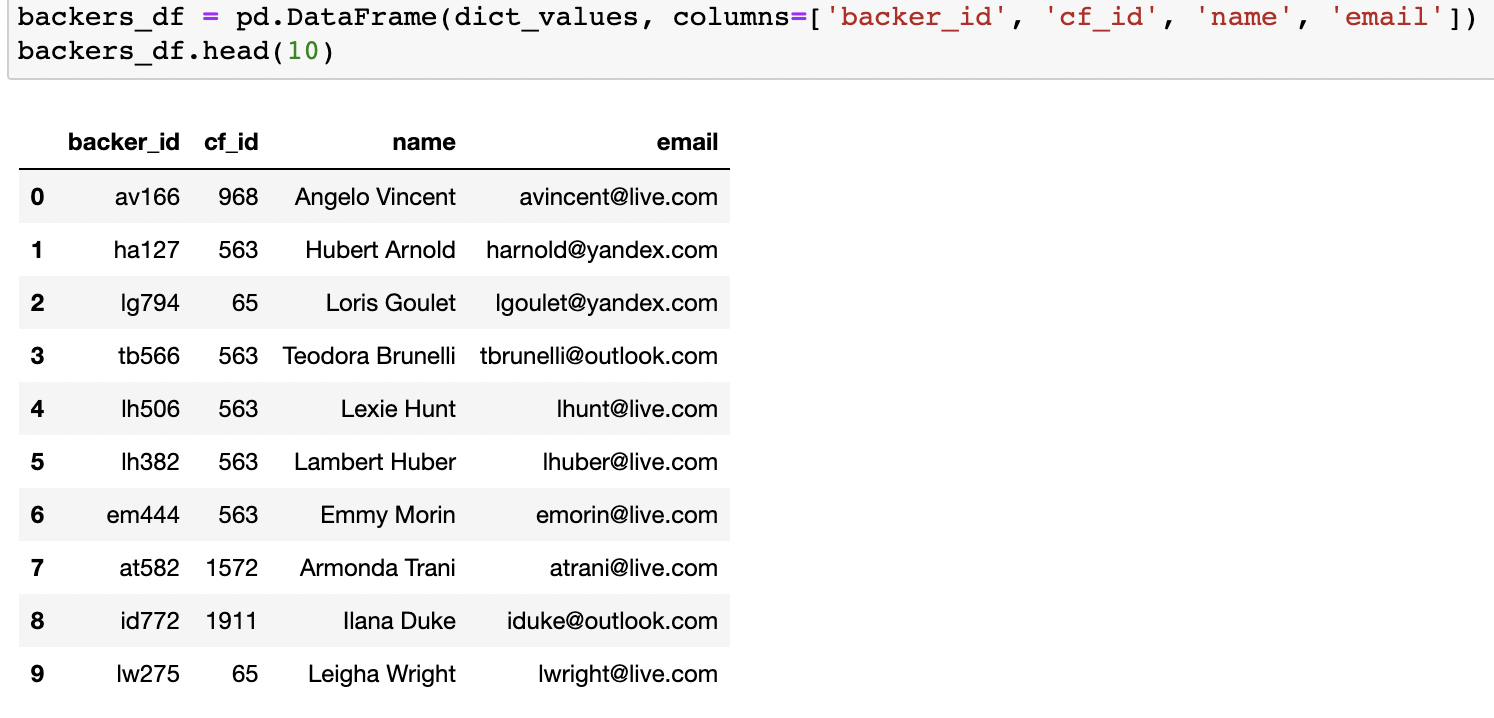 backers_df = pd.DataFrame(dict_values, columns=['backer_id', 'cf_id', 'name', 'email'])
backers_df.head(10)
backer_id cf_id name email
0 av166 968 Angelo Vincent avincent@live.com
1 ha127 563 Hubert Arnold harnold@yandex.com
2 lg794 65 Loris Goulet lgoulet@yandex.com
3 tb566 563 Teodora Brunelli tbrunelli@outlook.com
4 lh506 563 Lexie Hunt lhunt@live.com
5 lh382 563 Lambert Huber lhuber@live.com
6 em444 563 Emmy Morin emorin@live.com
7 at582 1572 Armonda Trani atrani@live.com
8 id772 1911 Ilana Duke iduke@outlook.com
9 lw275 65 Leigha Wright lwright@live.com